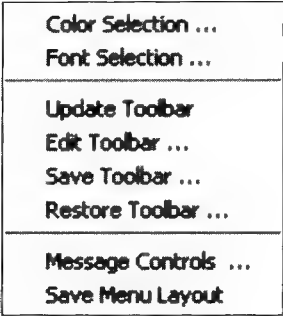 Color Selection ...
Font Selection ...
Update Toolbar
Edit Toolbar ...
Save Toolbar ...
Restore Toolbar ...
Message Controls ...
Save Menu Layout